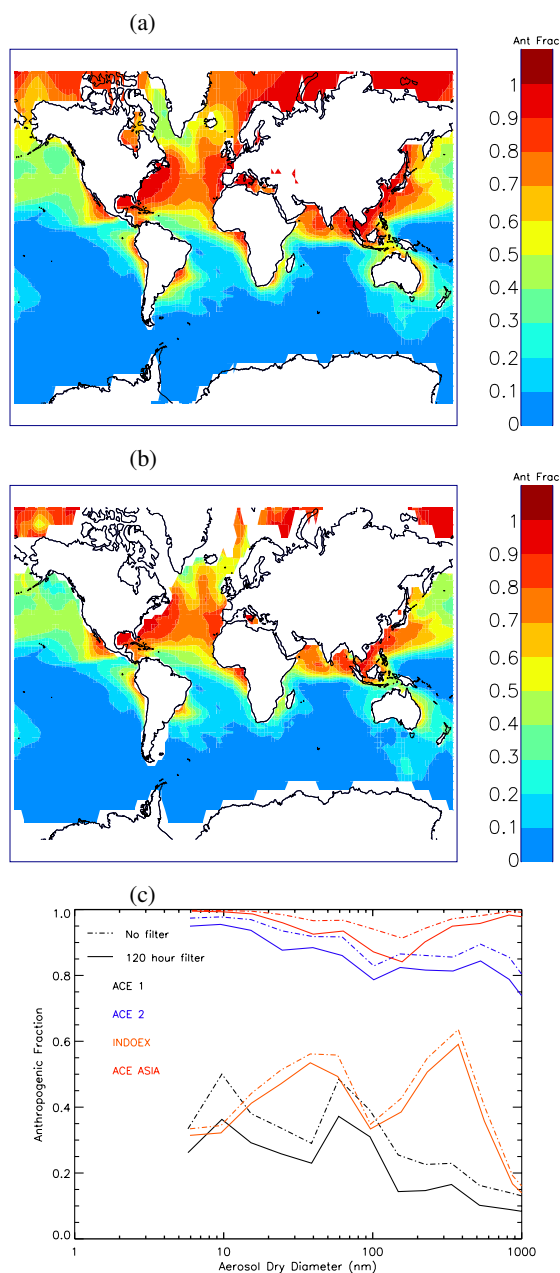 (a)
Ant Frac
1
0.9
0.8
0.7
0.6
0.5
0.4
0.3
0.2
0.1
0
(b)
Ant Frac
1
0.9
0.8
0.7
0.6
0.5
0.4
0.3
0.2
0.1
0
(c)
1.0
0.8
0.6
0.4
0.2
0.0
Anthropogenic Fraction
No filter
120 hour filter
ACE 1
ACE 2
INDOEX
ACE ASIA
1 10 100 1000
Aerosol Dry Diameter (nm)